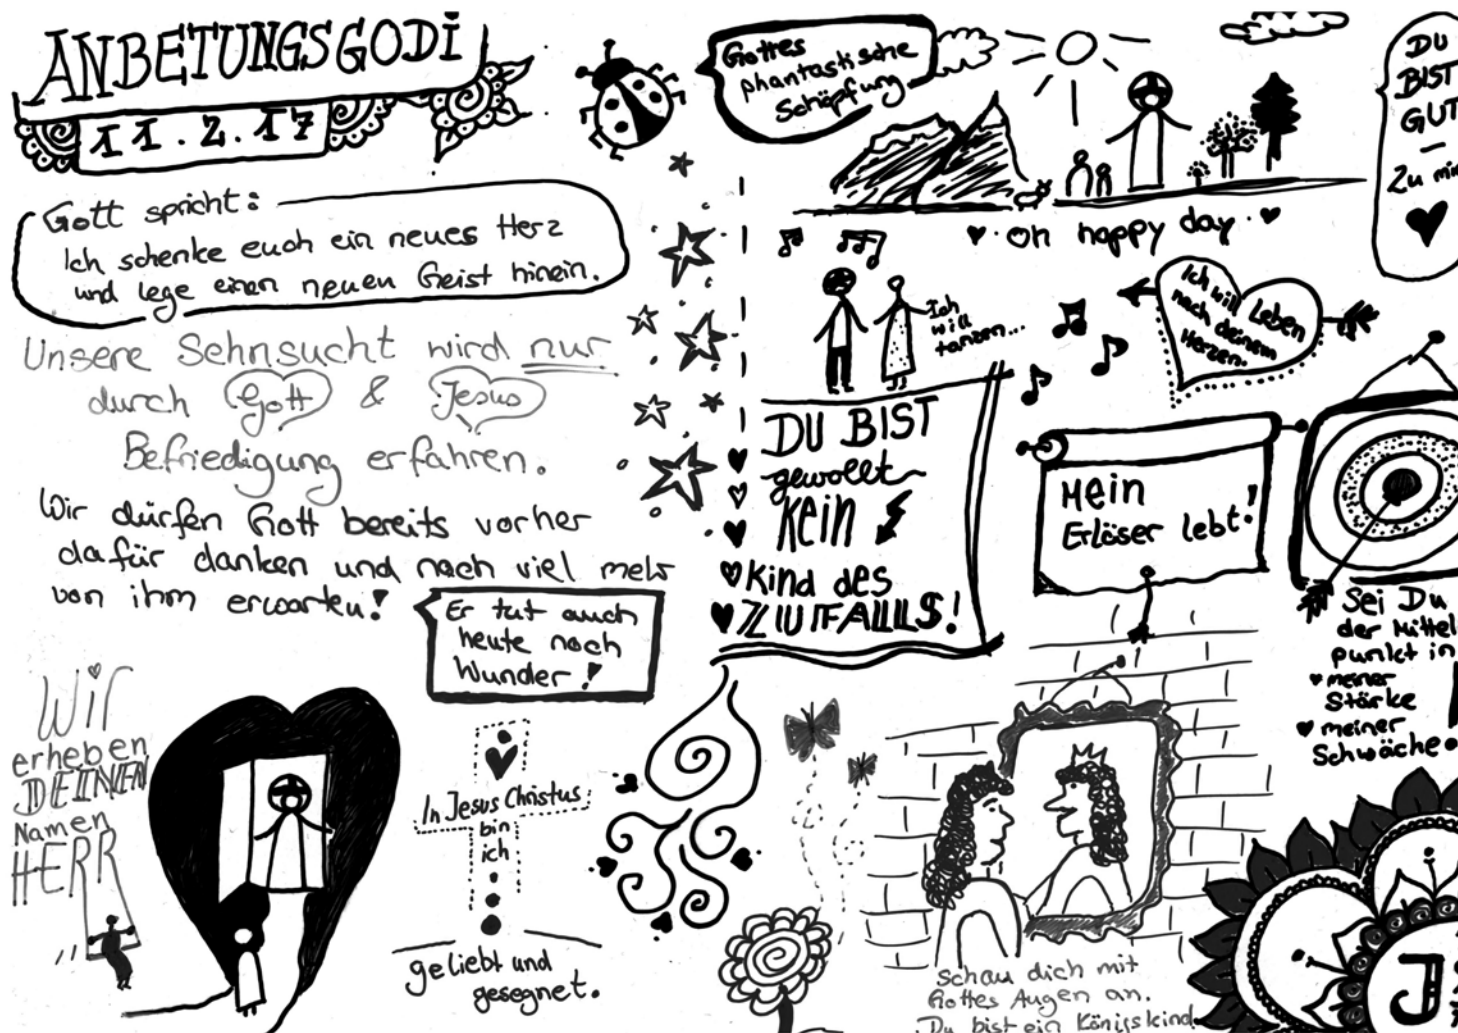 ANBETUNGSGODI
11.2.17
Gott spricht:
Ich schenke euch ein neues Herz
und lege einen neuen Geist hinein.
Unsere Sehnsucht wird nur
durch Gott & Jesus
Befriedigung erfahren.
Wir dürfen Gott bereits vorher
dafür danken und noch viel mehr
von ihm erwarten!
Er tut auch
heute noch
Wunder!
Wir
erheben
DEINEN
Namen
HERR
In Jesus Christus
bin
ich
geliebt und
gesegnet.
Gottes
phantastische
Schöpfung
oh happy day
DU
BIST
GUT
-
Zu mir
Ich
will
tanzen...
Ich will Leben
nach deinem
Herzen.
DU BIST
gewollt
KEIN
Kind des
ZUFALLS!
Mein
Erlöser lebt!
Sei Du
der Mittel
punkt in
meiner
Stärke
meiner
Schwäche
Schau dich mit
Gottes Augen an.
Du bist ein Königskind
J